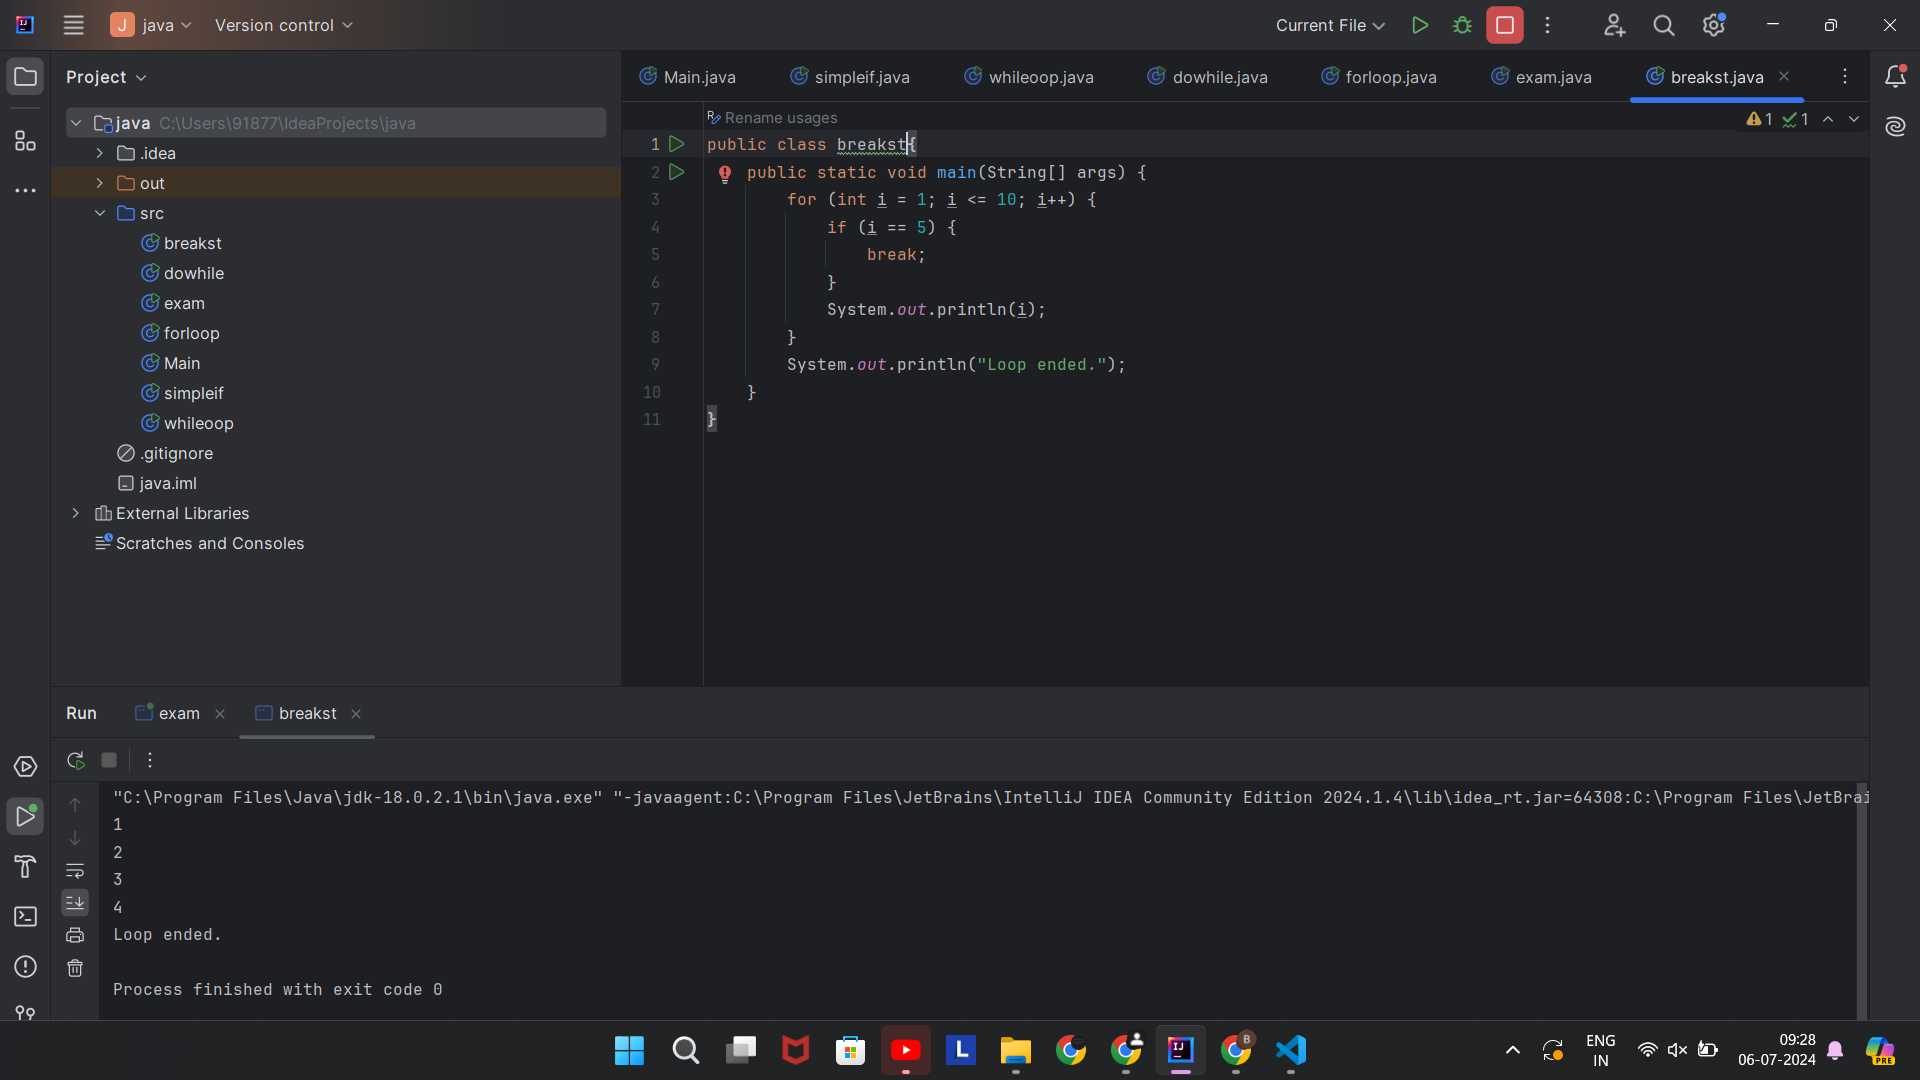 J java Version control Current File
Project
java C:\Users\91877\IdeaProjects\java
.idea
out
src
breakst
dowhile
exam
forloop
Main
simpleif
whileoop
.gitignore
java.iml
External Libraries
Scratches and Consoles
Main.java simpleif.java whileoop.java dowhile.java forloop.java exam.java breakst.java
Rename usages
1 1
1 public class breakst{
2 public static void main(String[] args) {
3 for (int i = 1; i <= 10; i++) {
4 if (i == 5) {
5 break;
6 }
7 System.out.println(i);
8 }
9 System.out.println("Loop ended.");
10 }
11 }
Run exam breakst
"C:\Program Files\Java\jdk-18.0.2.1\bin\java.exe" "-javaagent:C:\Program Files\JetBrains\IntelliJ IDEA Community Edition 2024.1.4\lib\idea_rt.jar=64308:C:\Program Files\JetBrai
1
2
3
4
Loop ended.
Process finished with exit code 0
L
IJ
B
ENG
IN
09:28
06-07-2024
PRE